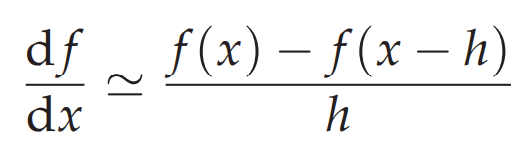 df/dx ≃ (f(x) − f(x − h))/h